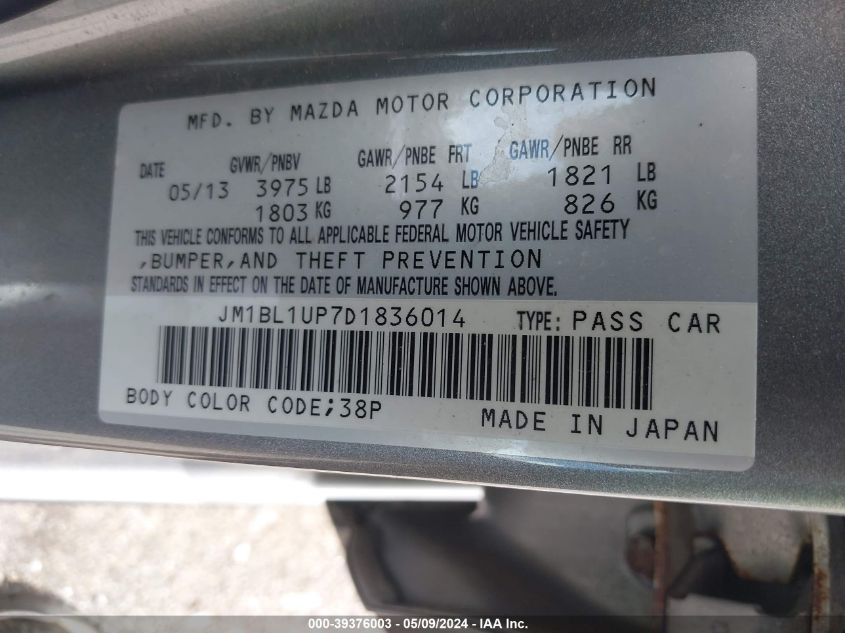 MFD. BY MAZDA MOTOR CORPORATION
DATE GVWR/PNBV GAWR/PNBE FRT GAWR/PNBE RR
05/13 3975 LB 2154 LB 1821 LB
1803 KG 977 KG 826 KG
THIS VEHICLE CONFORMS TO ALL APPLICABLE FEDERAL MOTOR VEHICLE SAFETY
,BUMPER,AND THEFT PREVENTION
STANDARDS IN EFFECT ON THE DATE OF MANUFACTURE SHOWN ABOVE.
JM1BL1UP7D1836014 TYPE: PASS CAR
BODY COLOR CODE;38P MADE IN JAPAN
000-39376003 - 05/09/2024 - IAA Inc.